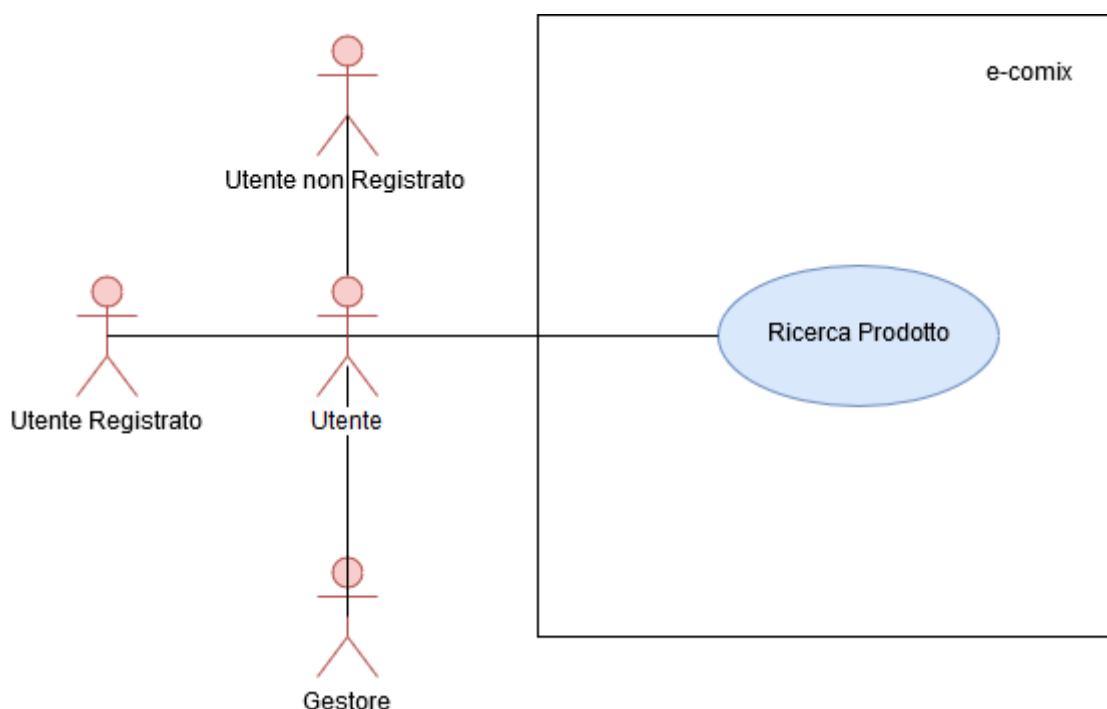 e-comix
Utente non Registrato
Ricerca Prodotto
Utente Registrato
Utente
Gestore